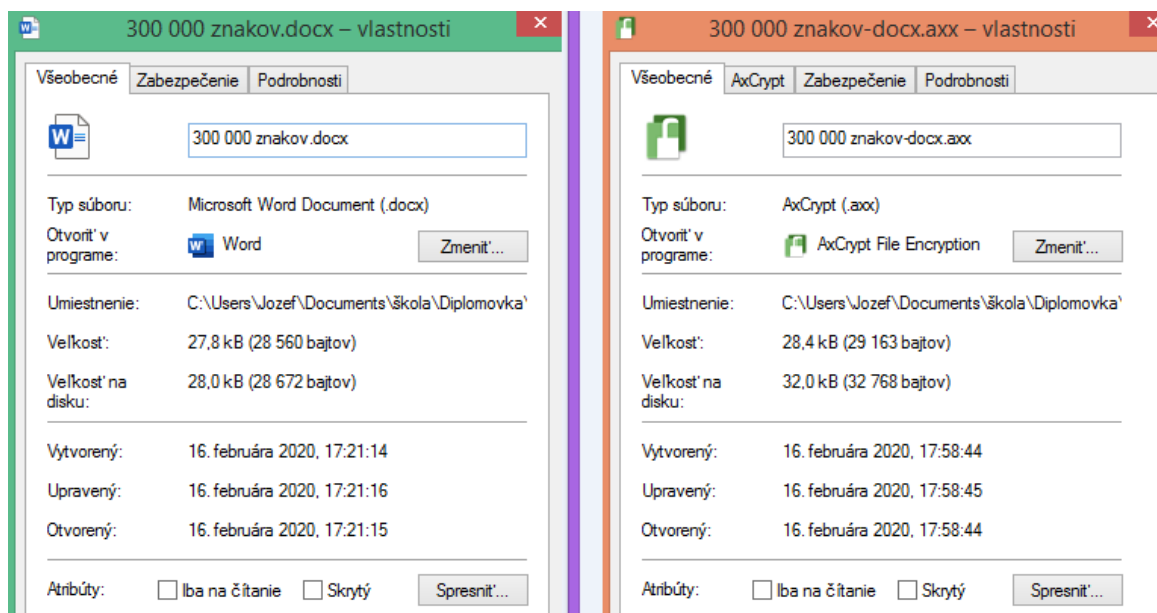 300 000 znakov.docx – vlastnosti
Všeobecné Zabezpečenie Podrobnosti
300 000 znakov.docx
Typ súboru: Microsoft Word Document (.docx)
Otvoriť v programe: Word Zmeniť...
Umiestnenie: C:\Users\Jozef\Documents\škola\Diplomovka\
Veľkosť: 27,8 kB (28 560 bajtov)
Veľkosť na disku: 28,0 kB (28 672 bajtov)
Vytvorený: 16. februára 2020, 17:21:14
Upravený: 16. februára 2020, 17:21:16
Otvorený: 16. februára 2020, 17:21:15
Atribúty: Iba na čítanie Skrytý Spresniť...
300 000 znakov-docx.axx – vlastnosti
Všeobecné AxCrypt Zabezpečenie Podrobnosti
300 000 znakov-docx.axx
Typ súboru: AxCrypt (.axx)
Otvoriť v programe: AxCrypt File Encryption Zmeniť...
Umiestnenie: C:\Users\Jozef\Documents\škola\Diplomovka\
Veľkosť: 28,4 kB (29 163 bajtov)
Veľkosť na disku: 32,0 kB (32 768 bajtov)
Vytvorený: 16. februára 2020, 17:58:44
Upravený: 16. februára 2020, 17:58:45
Otvorený: 16. februára 2020, 17:58:44
Atribúty: Iba na čítanie Skrytý Spresniť...